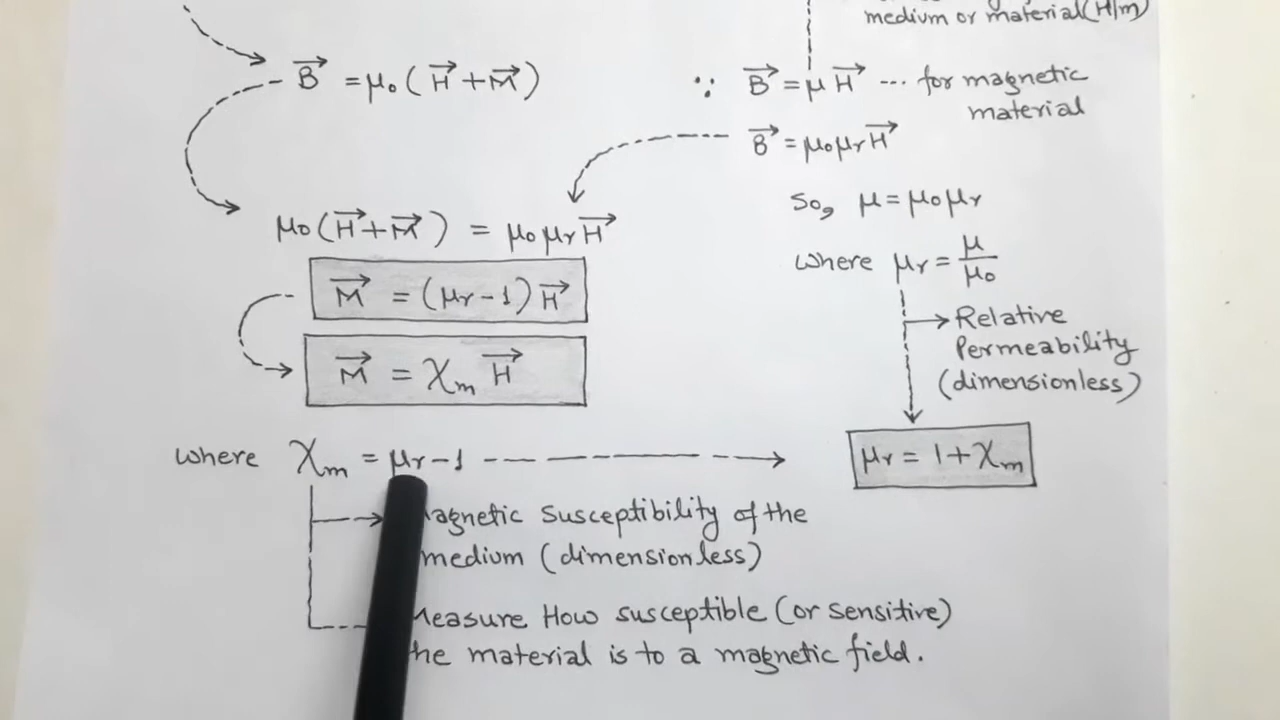 medium or material(H/m)
B⃗ = μ₀(H⃗ + M⃗)
∵ B⃗ = μ H⃗ --- for magnetic
material
B⃗ = μ₀μrH⃗
So, μ = μ₀μr
μ₀(H⃗ + M⃗) = μ₀μrH⃗
where μr = μ/μ₀
M⃗ = (μr - 1) H⃗
Relative
Permeability
(dimensionless)
M⃗ = χm H⃗
where χm = μr - 1
μr = 1 + χm
agnetic susceptibility of the
medium (dimensionless)
easure How susceptible (or sensitive)
he material is to a magnetic field.